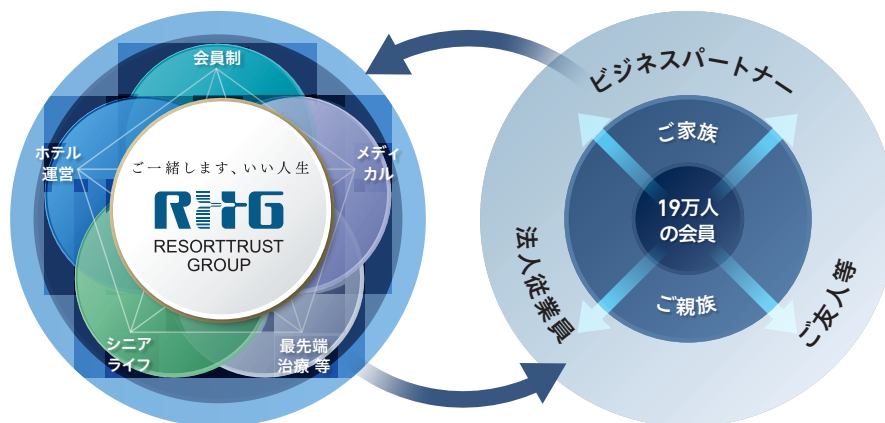 会員制
ホテル
運営
メディ
カル
ご一緒します、いい人生
RTTG
RESORTTRUST
GROUP
シニア
ライフ
最先端
治療 等
ビジネスパートナー
ご家族
19万人
の会員
ご親族
法人従業員
ご友人等